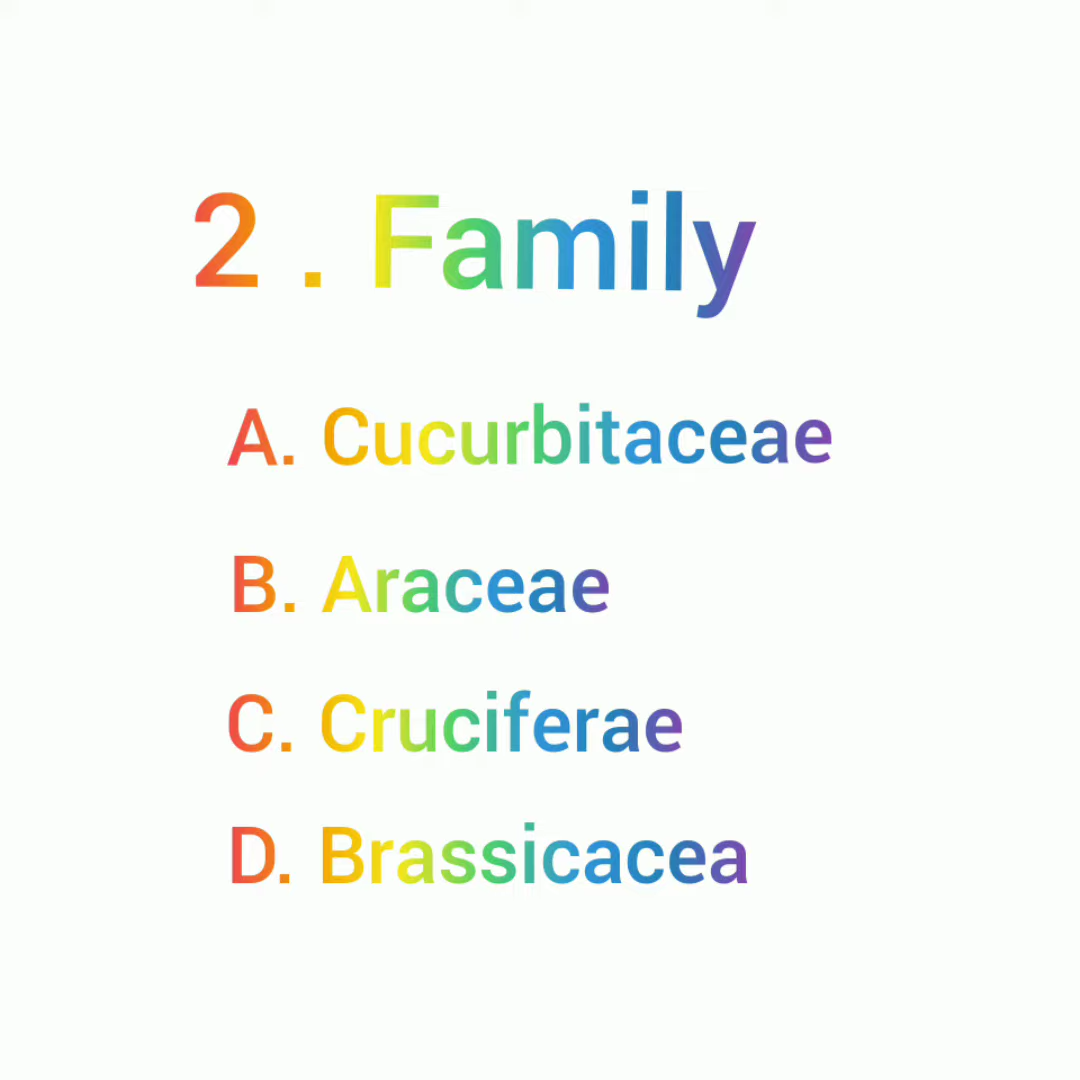 2 . Family
A. Cucurbitaceae
B. Araceae
C. Cruciferae
D. Brassicacea